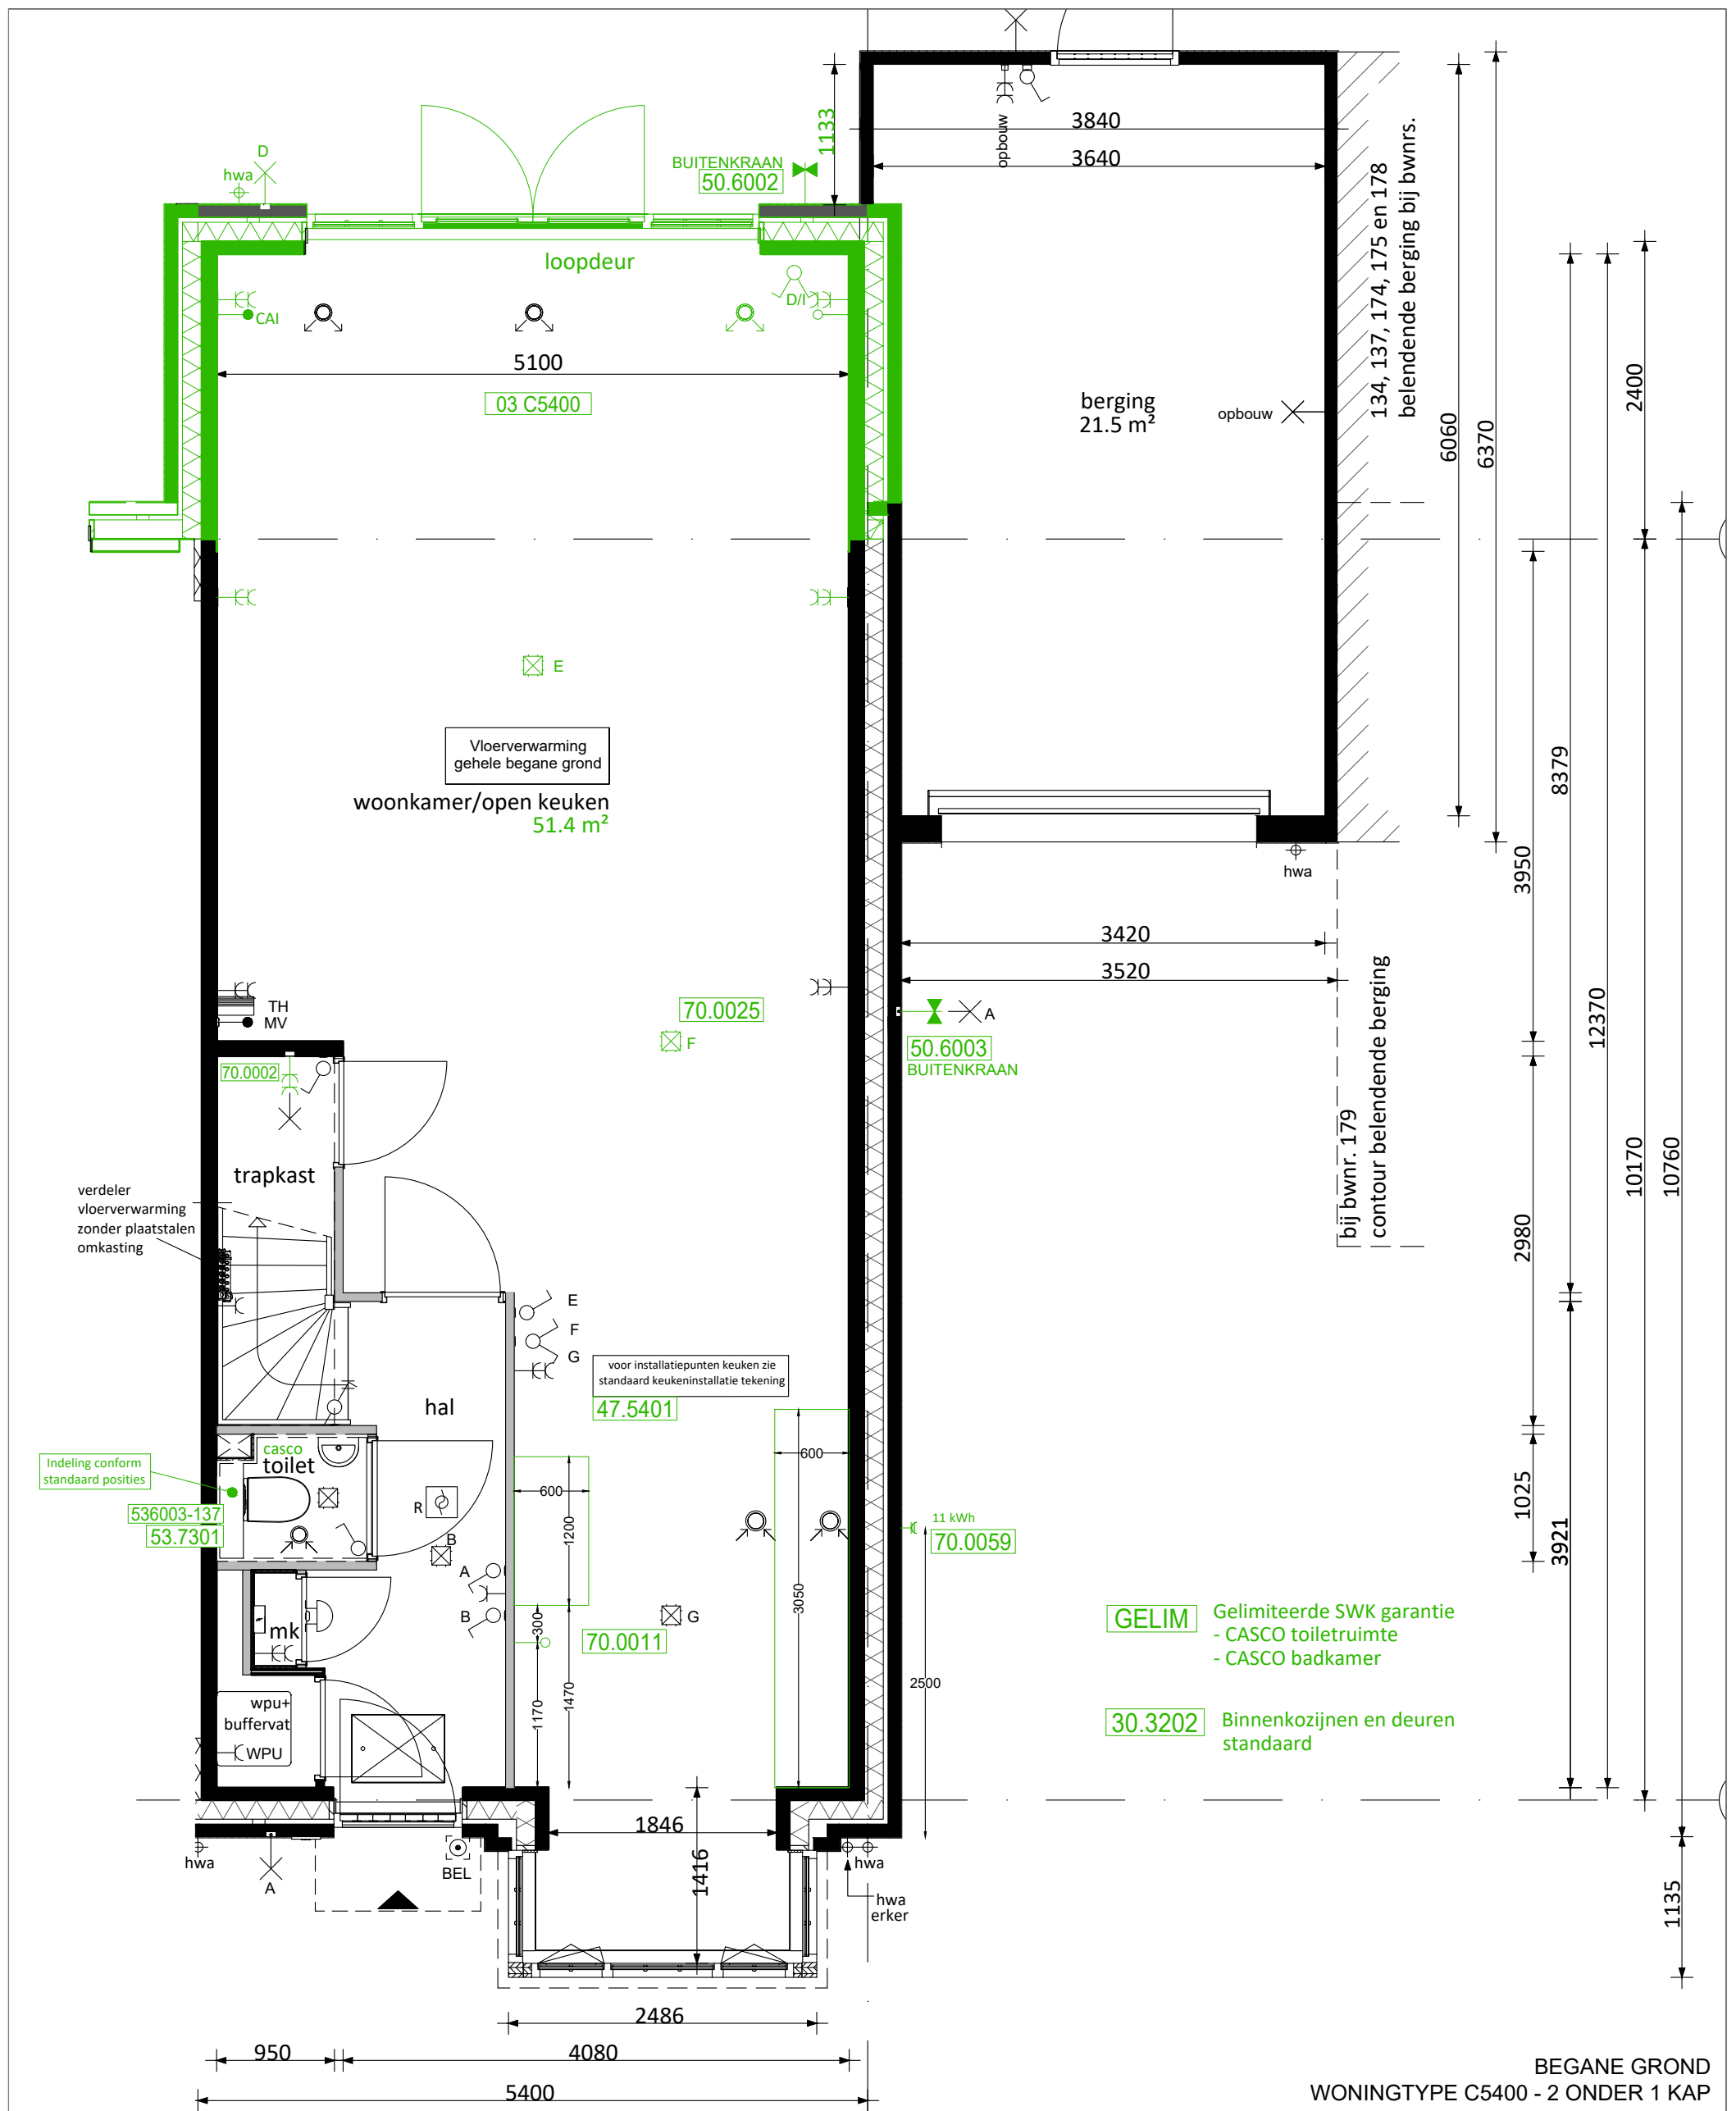 D
hwa
BUITENKRAAN
50.6002
1133
opbouw
3840
3640
134, 137, 174, 175 en 178
belendende berging bij bwnrs.
loopdeur
CAI
D/I
5100
03 C5400
berging
21.5 m²
opbouw
6060
6370
2400
E
Vloerverwarming
gehele begane grond
woonkamer/open keuken
51.4 m²
8379
3950
hwa
3420
3520
TH
MV
70.0025
F
A
50.6003
BUITENKRAAN
12370
70.0002
bij bwnr. 179
contour belendende berging
10170
10760
trapkast
verdeler
vloerverwarming
zonder plaatstalen
omkasting
2980
E
F
G
voor installatiepunten keuken zie
standaard keukeninstallatie tekening
47.5401
hal
casco
toilet
Indeling conform
standaard posities
536003-137
53.7301
R
B
A
B
600
1200
600
3050
300
1470
1170
70.0011
G
11 kWh
70.0059
2500
1025
3921
mk
wpu+
buffervat
WPU
GELIM
Gelimiteerde SWK garantie
- CASCO toiletruimte
- CASCO badkamer
30.3202
Binnenkozijnen en deuren
standaard
1846
1416
hwa
A
BEL
hwa
hwa
erker
1135
2486
950
4080
5400
BEGANE GROND
WONINGTYPE C5400 - 2 ONDER 1 KAP